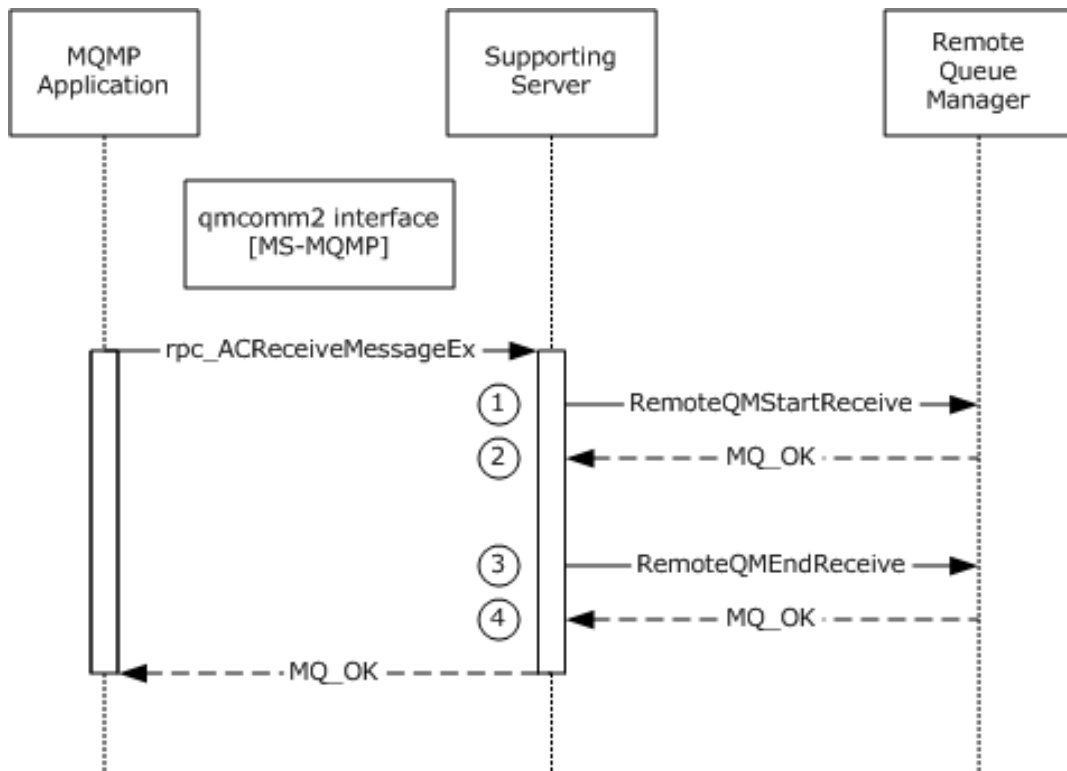 MQMP
Application
Supporting
Server
Remote
Queue
Manager
qmcomm2 interface
[MS-MQMP]
rpc_ACReceiveMessageEx
1 RemoteQMStartReceive
2 MQ_OK
3 RemoteQMEndReceive
4 MQ_OK
MQ_OK